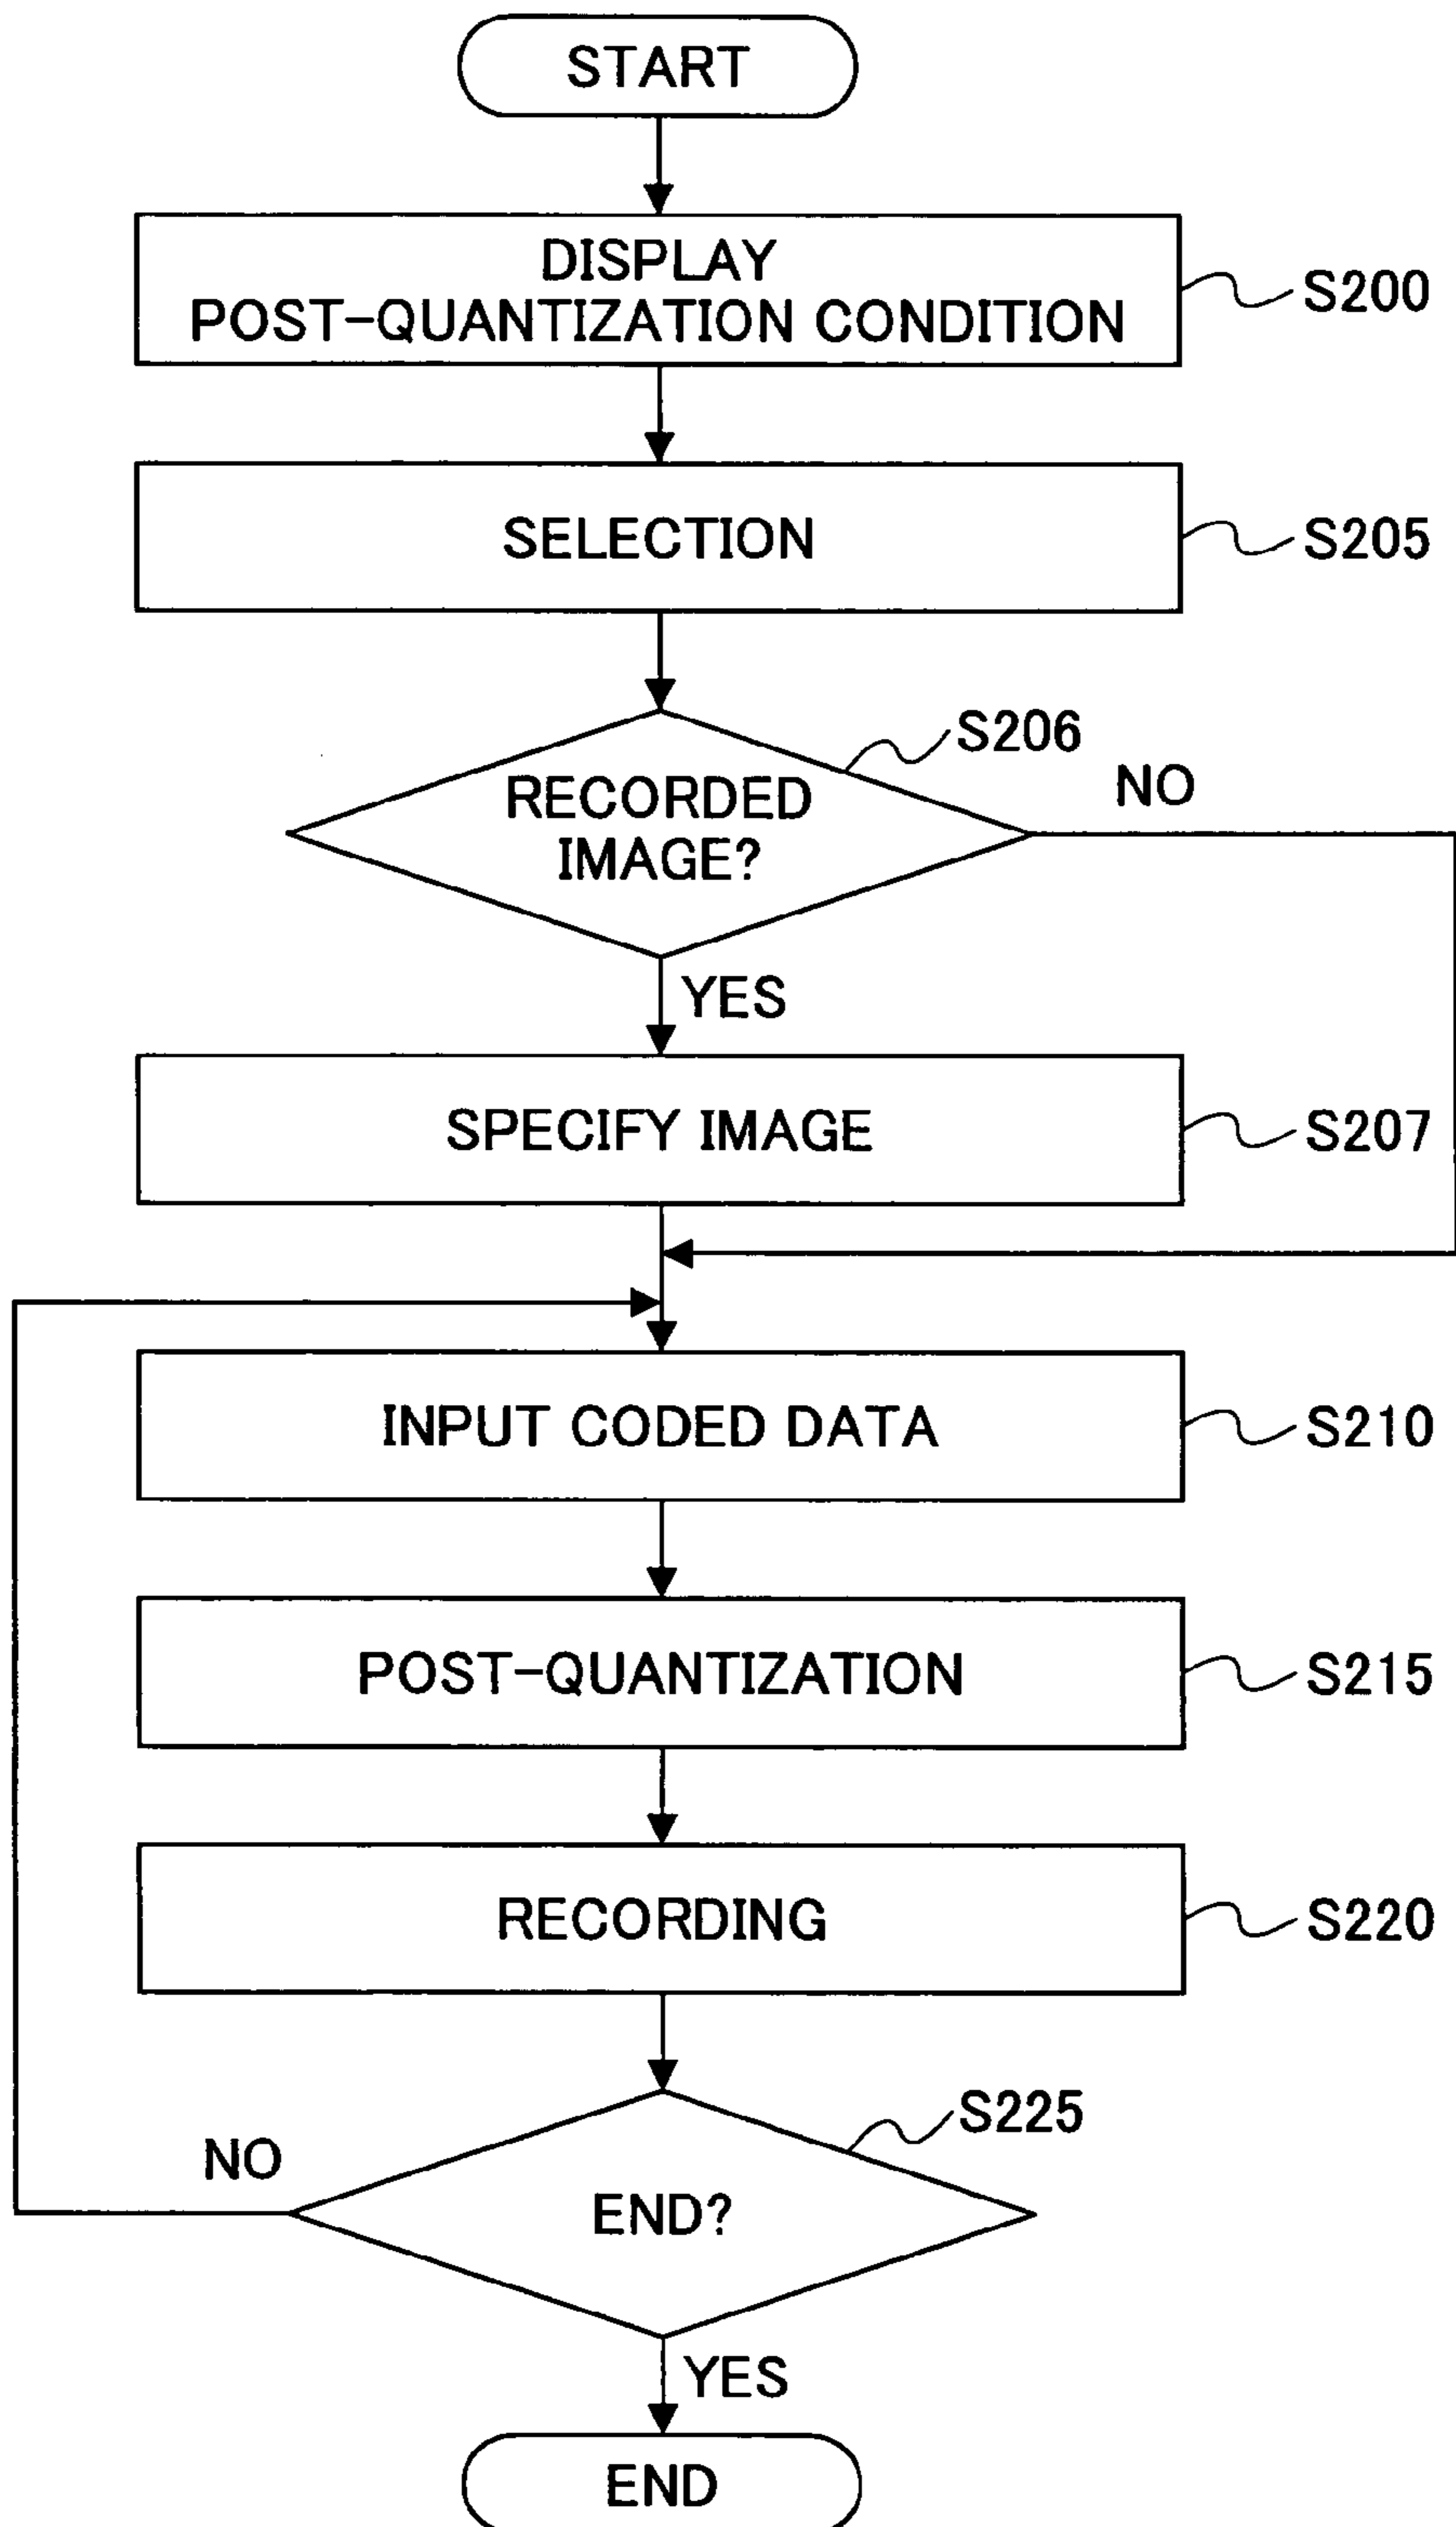 START
DISPLAY
POST-QUANTIZATION CONDITION
S200
SELECTION
S205
S206
RECORDED
IMAGE?
NO
YES
SPECIFY IMAGE
S207
INPUT CODED DATA
S210
POST-QUANTIZATION
S215
RECORDING
S220
S225
NO
END?
YES
END